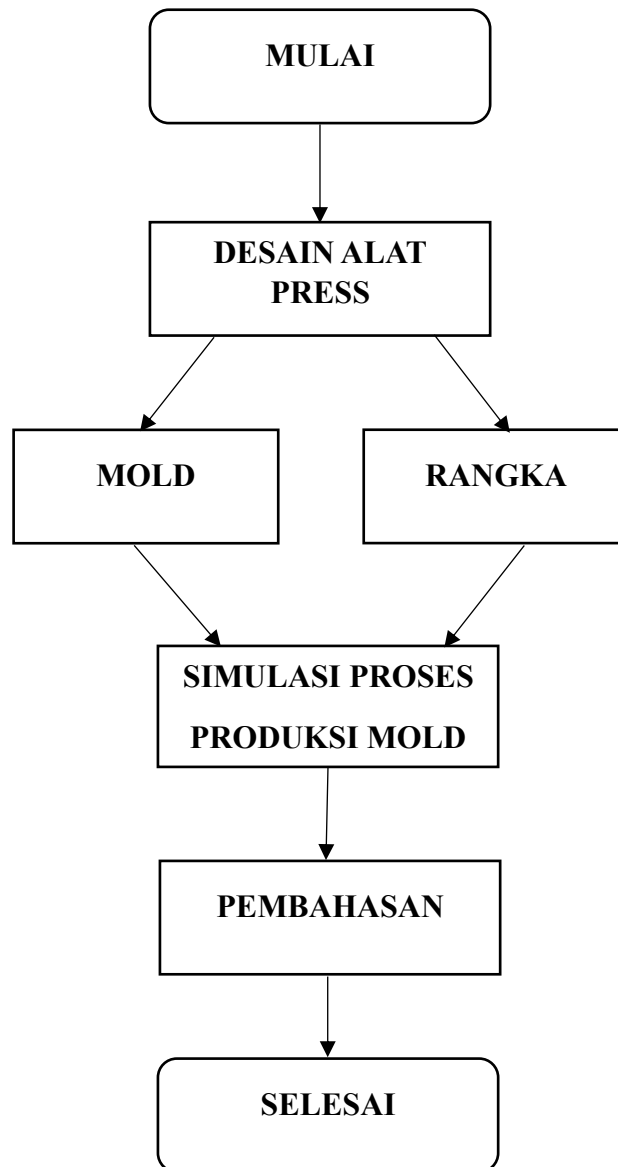 MULAI
DESAIN ALAT
PRESS
MOLD
RANGKA
SIMULASI PROSES
PRODUKSI MOLD
PEMBAHASAN
SELESAI